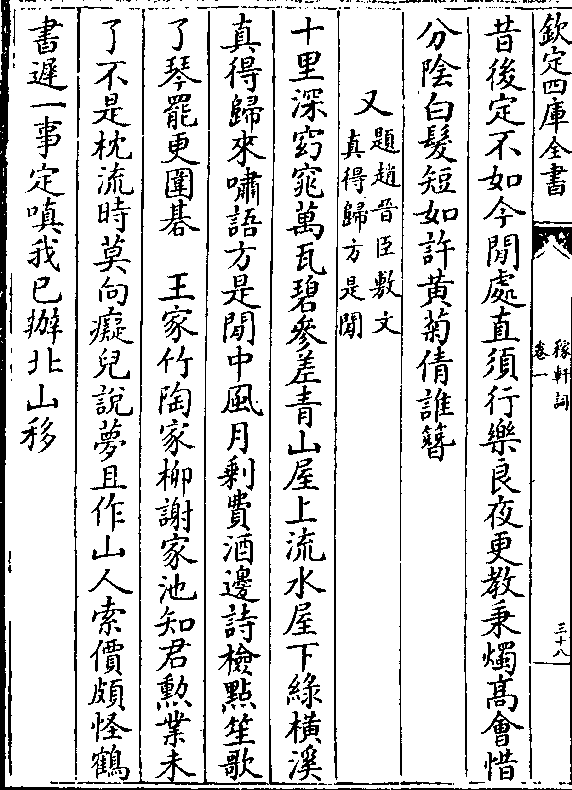 欽定四庫全書
稼軒詞
卷一
三十八
昔後定不如今閒處直須行樂良夜更教秉燭髙會惜
分陰白髮短如許黄菊倩誰簮
又題趙晋臣敷文
真得歸方是閒
十里深窈窕萬瓦碧參差青山屋上流水屋下綠橫溪
真得歸來嘯語方是閒中風月剰費酒邊詩檢點笙歌
了琴罷更圍碁　王家竹陶家柳謝家池知君勲業未
了不是枕流時莫向癡兒說夢且作山人索價頗怪鶴
書遲一事定嗔我已辦北山移